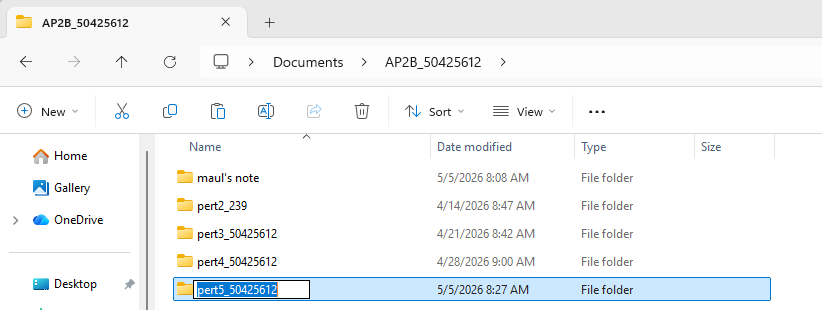 AP2B_50425612
Documents
AP2B_50425612
New
Sort
View
Name
Date modified
Type
Size
Home
Gallery
OneDrive
Desktop
maul's note 5/5/2026 8:08 AM File folder
pert2_239 4/14/2026 8:47 AM File folder
pert3_50425612 4/21/2026 8:42 AM File folder
pert4_50425612 4/28/2026 9:00 AM File folder
pert5_50425612 5/5/2026 8:27 AM File folder